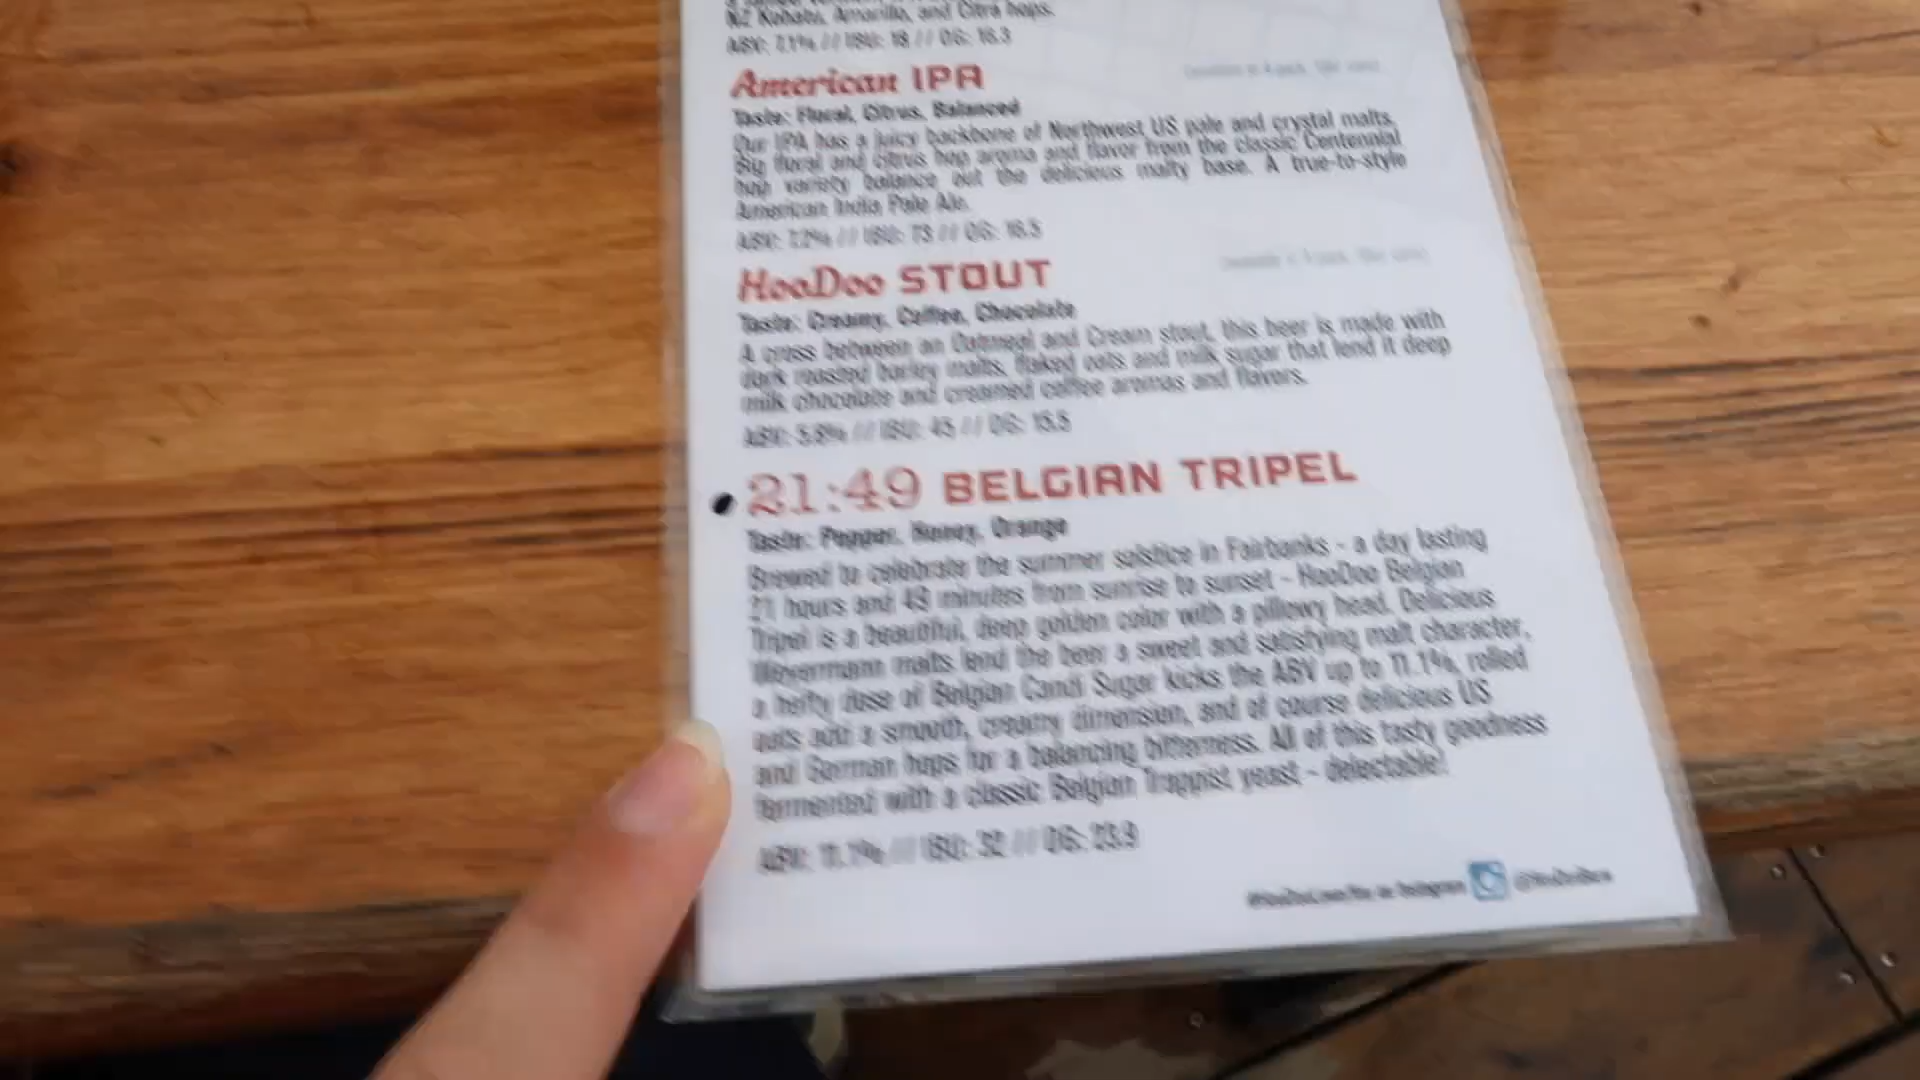 NZ Kohatu, Amarillo, and Citra hops.
ABV: 7.1% // IBU: 18 // OG: 16.3
American IPA
Taste: Floral, Citrus, Balanced
Our IPA has a juicy backbone of Northwest US pale and crystal malts.
Big floral and citrus hop aroma and flavor from the classic Centennial
hop variety balance out the delicious malty base. A true-to-style
American India Pale Ale.
ABV: 7.2% // IBU: 73 // OG: 16.5
HooDoo STOUT
Taste: Creamy, Coffee, Chocolate
A cross between an Oatmeal and Cream stout, this beer is made with
dark roasted barley malts, flaked oats and milk sugar that lend it deep
milk chocolate and creamed coffee aromas and flavors.
ABV: 5.8% // IBU: 45 // OG: 15.5
21:49 BELGIAN TRIPEL
Taste: Pepper, Honey, Orange
Brewed to celebrate the summer solstice in Fairbanks - a day lasting
21 hours and 49 minutes from sunrise to sunset - HooDoo Belgian
Tripel is a beautiful, deep golden color with a pillowy head. Delicious
Weyermann malts lend the beer a sweet and satisfying malt character,
a hefty dose of Belgian Candi Sugar kicks the ABV up to 11.1%, rolled
oats add a smooth, creamy dimension, and of course delicious US
and German hops for a balancing bitterness. All of this tasty goodness
fermented with a classic Belgian Trappist yeast - delectable!
ABV: 11.1% // IBU: 32 // OG: 23.9